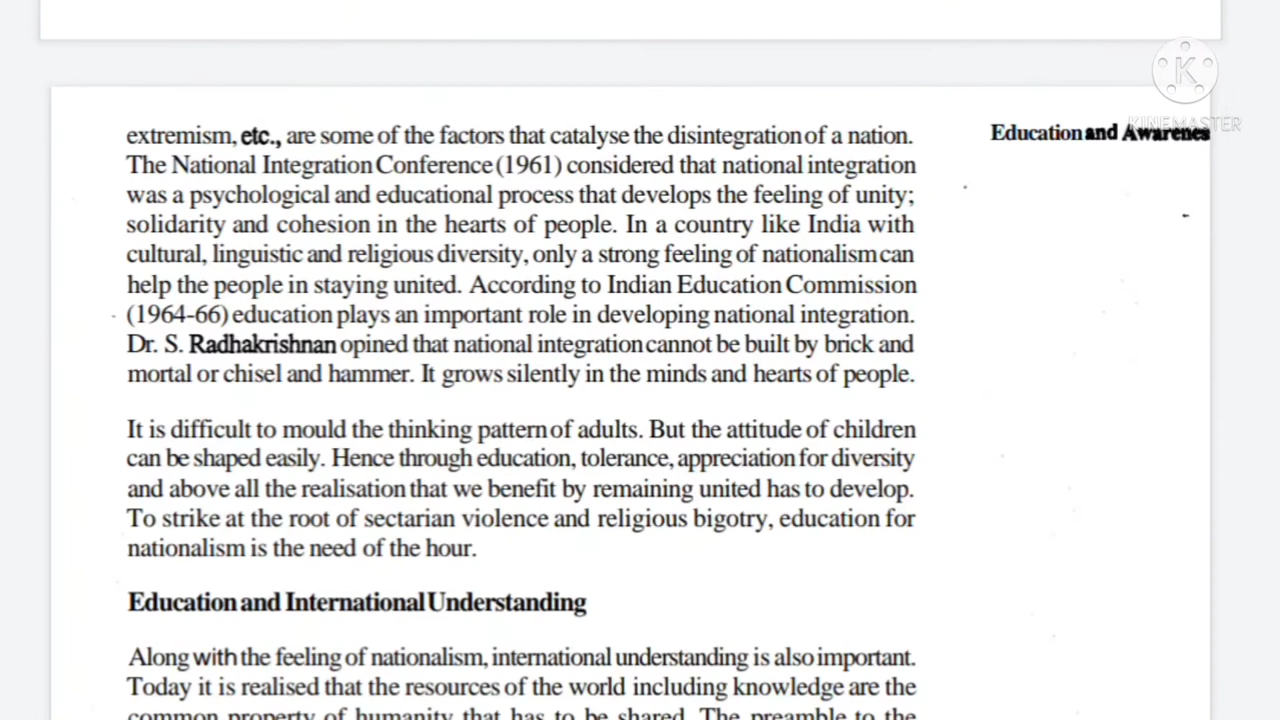 KINEMASTER
Education and Awarenes
extremism, etc., are some of the factors that catalyse the disintegration of a nation.
The National Integration Conference (1961) considered that national integration
was a psychological and educational process that develops the feeling of unity;
solidarity and cohesion in the hearts of people. In a country like India with
cultural, linguistic and religious diversity, only a strong feeling of nationalism can
help the people in staying united. According to Indian Education Commission
(1964-66) education plays an important role in developing national integration.
Dr. S. Radhakrishnan opined that national integration cannot be built by brick and
mortal or chisel and hammer. It grows silently in the minds and hearts of people.
It is difficult to mould the thinking pattern of adults. But the attitude of children
can be shaped easily. Hence through education, tolerance, appreciation for diversity
and above all the realisation that we benefit by remaining united has to develop.
To strike at the root of sectarian violence and religious bigotry, education for
nationalism is the need of the hour.
Education and International Understanding
Along with the feeling of nationalism, international understanding is also important.
Today it is realised that the resources of the world including knowledge are the
common property of humanity that has to be shared. The preamble to the